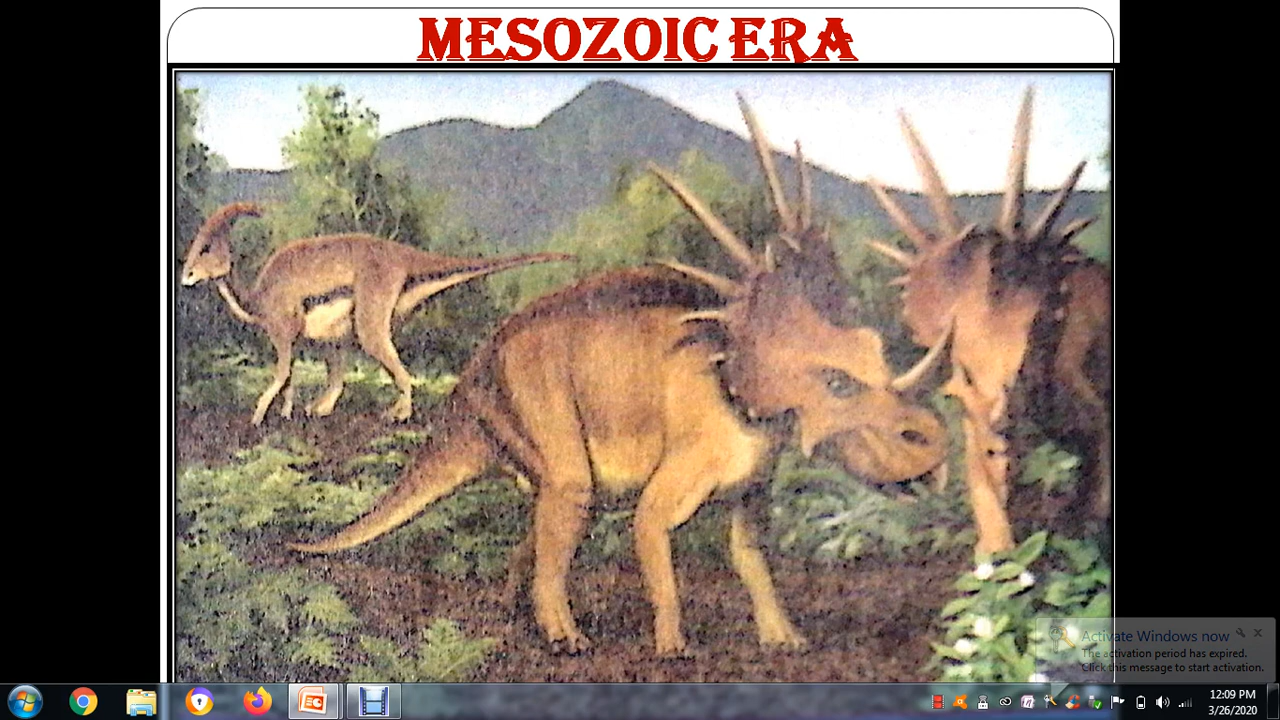 MESOZOIC ERA
Activate Windows now
The activation period has expired.
Click this message to start activation.
12:09 PM
3/26/2020